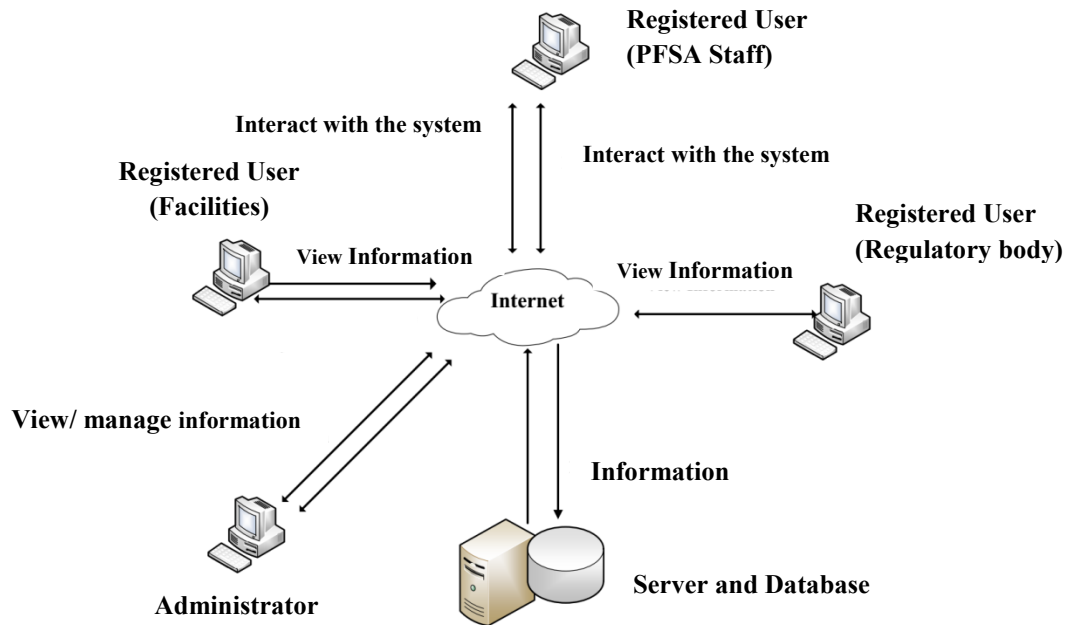 Registered User
(PFSA Staff)
Interact with the system
Interact with the system
Registered User
(Facilities)
Registered User
(Regulatory body)
View Information
View Information
Internet
View/ manage information
Information
Server and Database
Administrator